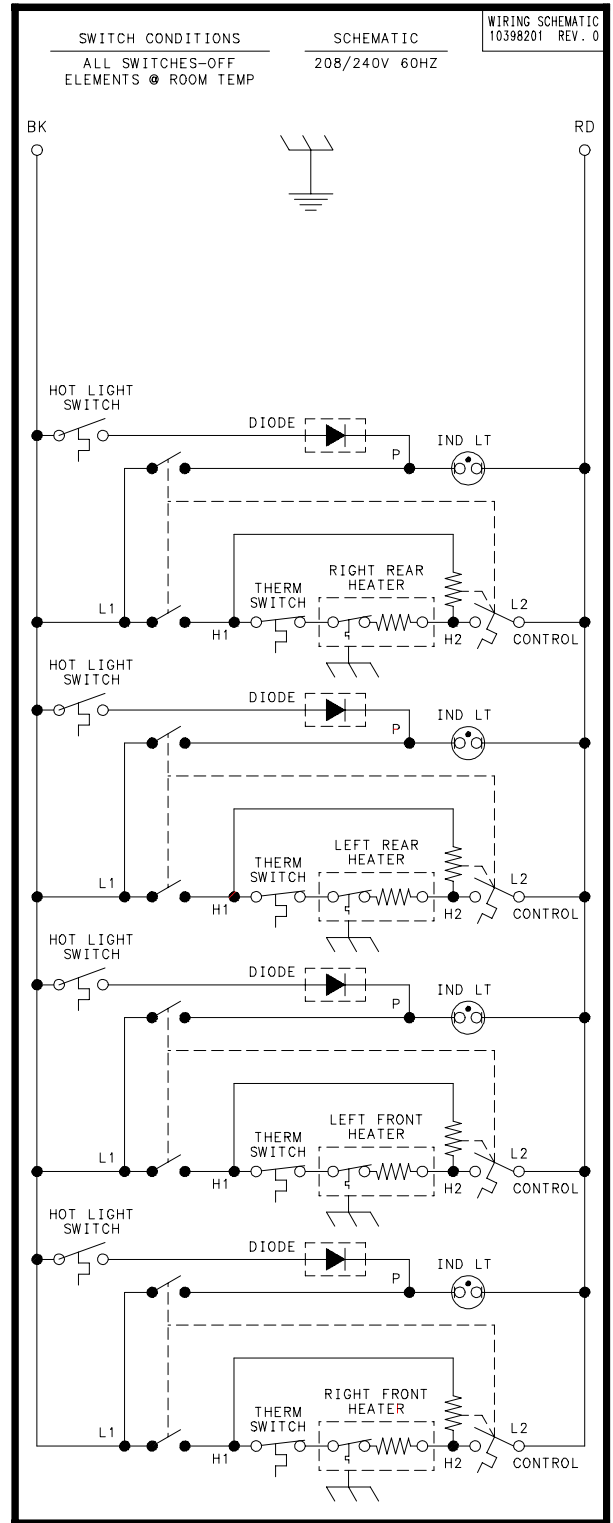 WIRING SCHEMATIC
10398201 REV. 0
SWITCH CONDITIONS
ALL SWITCHES-OFF
ELEMENTS @ ROOM TEMP
SCHEMATIC
208/240V 60HZ
BK
RD
HOT LIGHT
SWITCH
DIODE
P
IND LT
L1
H1
THERM
SWITCH
RIGHT REAR
HEATER
H2
L2
CONTROL
HOT LIGHT
SWITCH
DIODE
P
IND LT
L1
H1
THERM
SWITCH
LEFT REAR
HEATER
H2
L2
CONTROL
HOT LIGHT
SWITCH
DIODE
P
IND LT
L1
H1
THERM
SWITCH
LEFT FRONT
HEATER
H2
L2
CONTROL
HOT LIGHT
SWITCH
DIODE
P
IND LT
L1
H1
THERM
SWITCH
RIGHT FRONT
HEATER
H2
L2
CONTROL